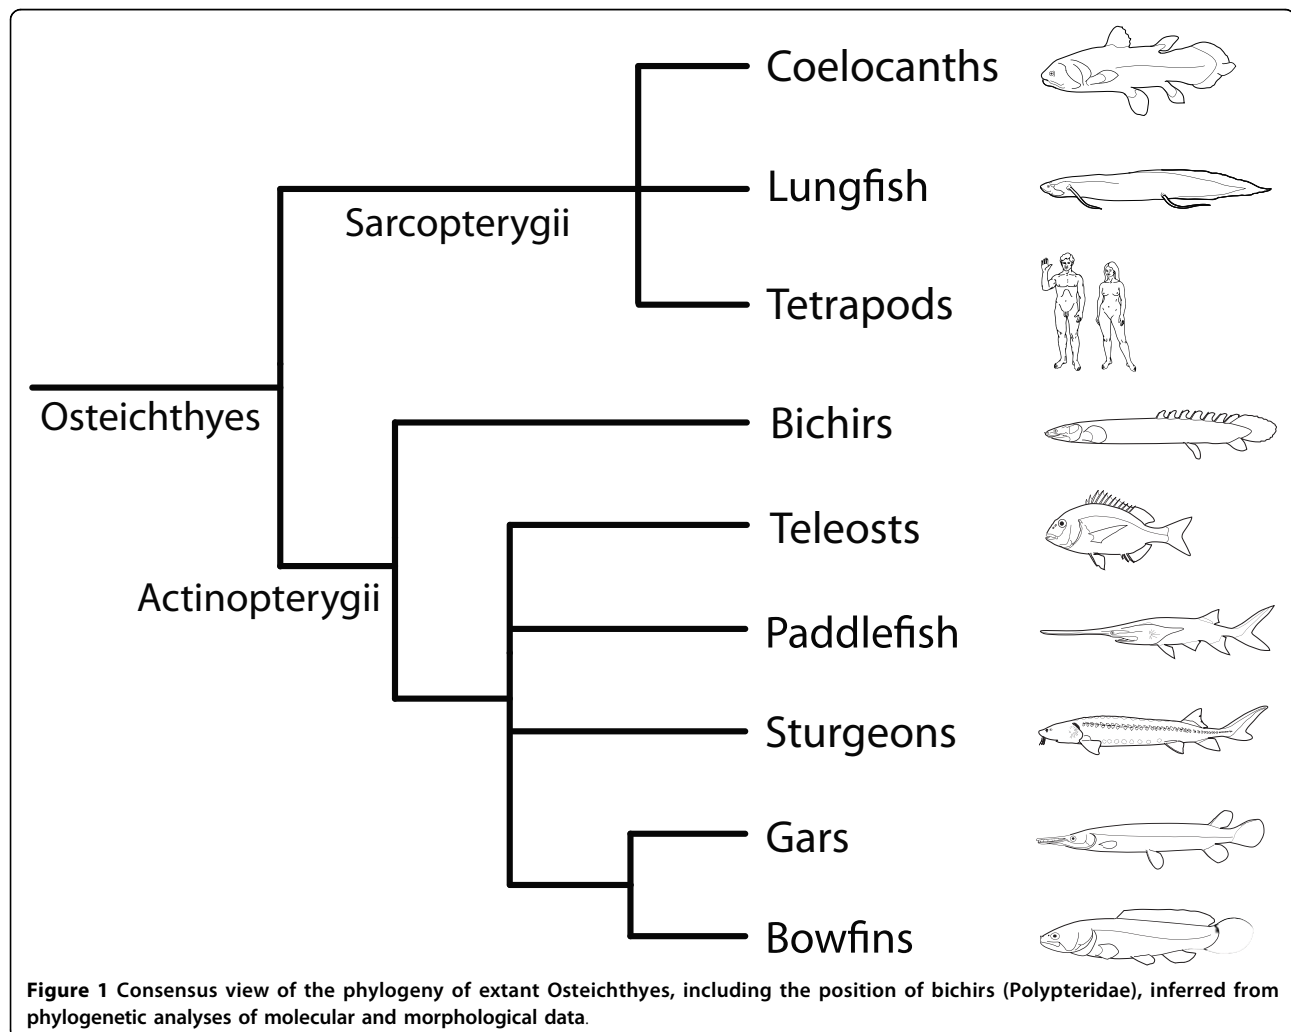 Coelocanths
Lungfish
Sarcopterygii
Tetrapods
Osteichthyes
Bichirs
Teleosts
Actinopterygii
Paddlefish
Sturgeons
Gars
Bowfins
Figure 1 Consensus view of the phylogeny of extant Osteichthyes, including the position of bichirs (Polypteridae), inferred from
phylogenetic analyses of molecular and morphological data.